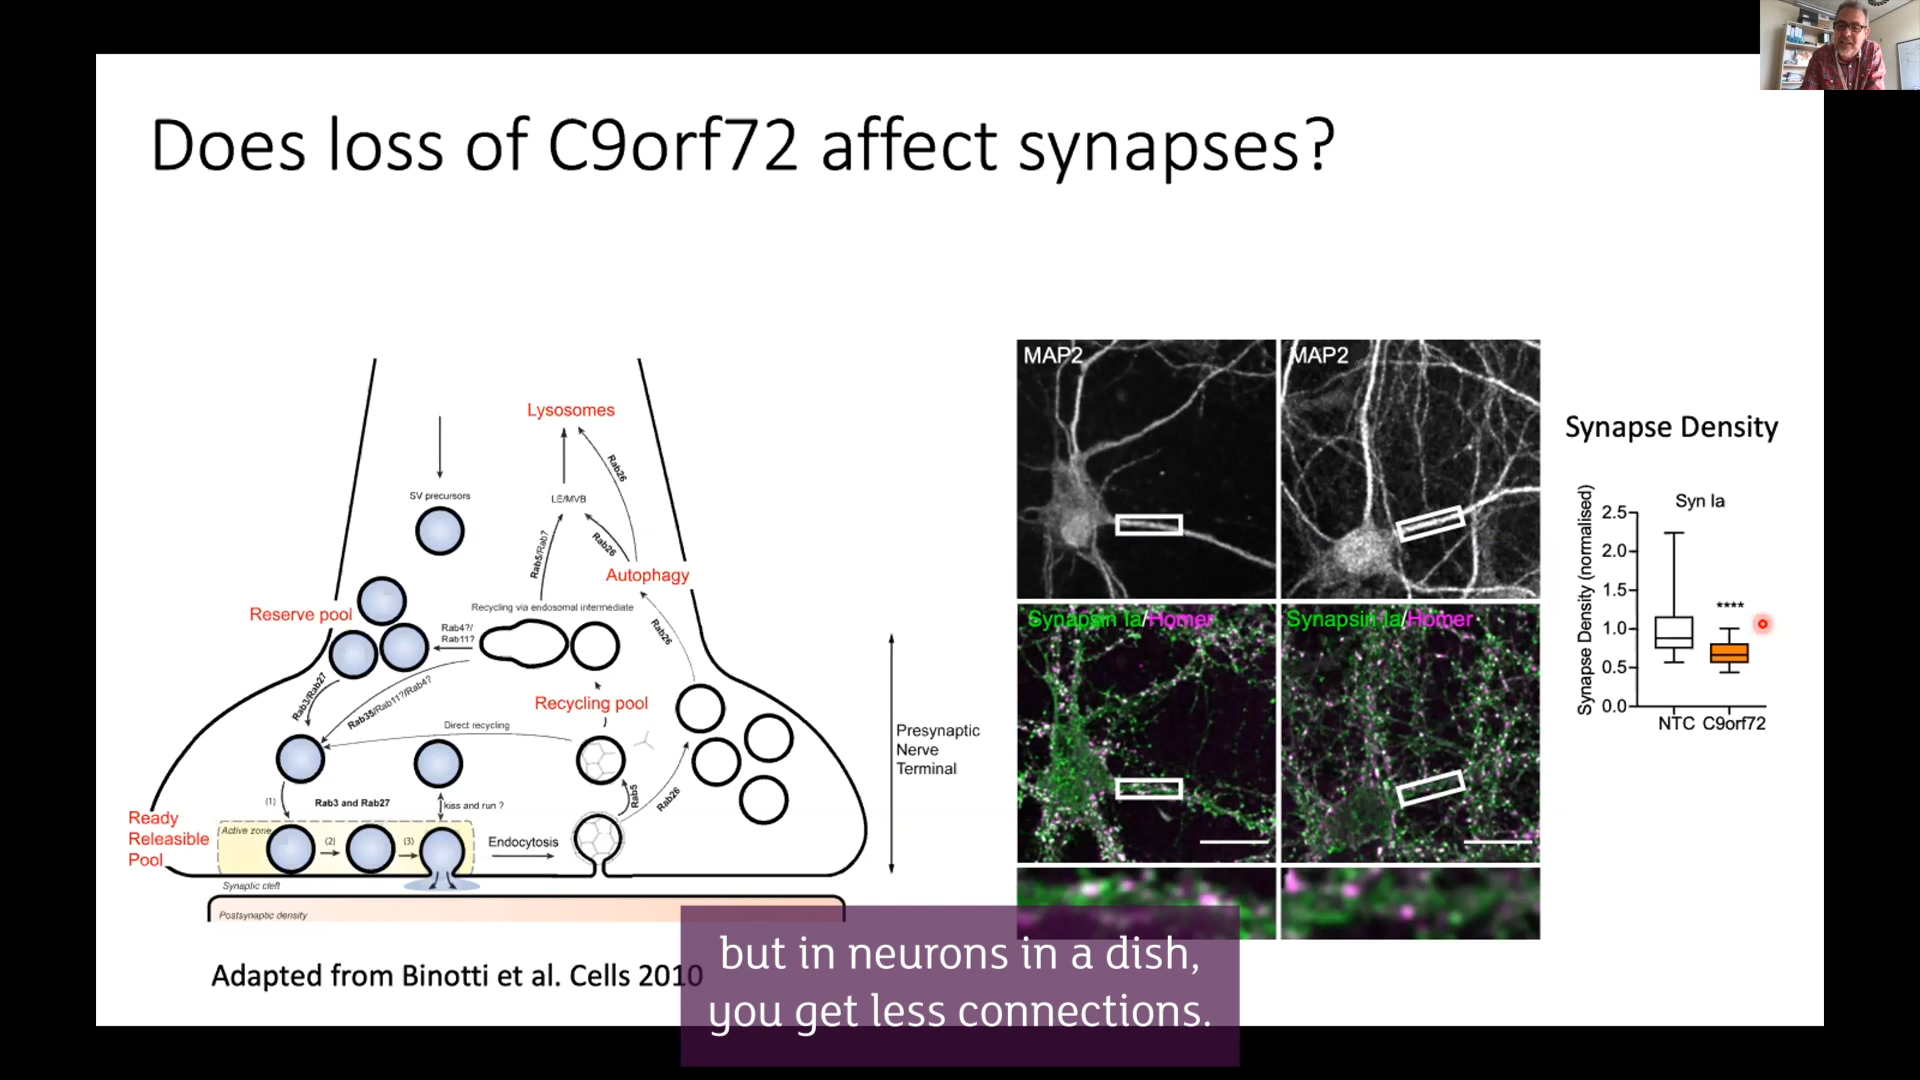 Does loss of C9orf72 affect synapses?
Lysosomes
Rab26
SV precursors
LE/MVB
Rab5/Rab?
Rab26
Autophagy
Recycling via endosomal intermediate
Reserve pool
Rab4?/
Rab11?
Rab26
Rab3/Rab27
Rab35/Rab11?/Rab4?
Recycling pool
Direct recycling
Presynaptic
Nerve
Terminal
(1)
Rab3 and Rab27
kiss and run ?
Rab5
Rab26
Ready
Releasible
Pool
Active zone
(2)
(3)
Endocytosis
Synaptic cleft
Postsynaptic density
Adapted from Binotti et al. Cells 2010
MAP2
MAP2
Synapsin Ia/Homer
Synapsin Ia/Homer
Synapse Density
Syn Ia
Synapse Density (normalised)
2.5
2.0
1.5
1.0
0.5
0.0
****
NTC C9orf72
but in neurons in a dish,
you get less connections.